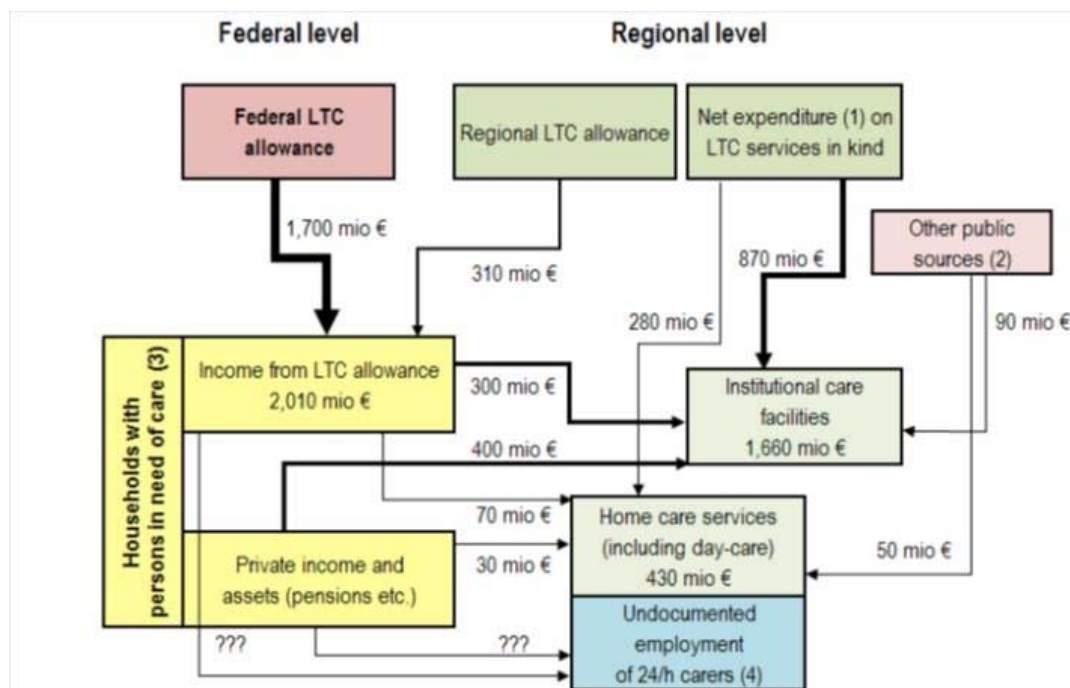 Federal level
Regional level
Federal LTC
allowance
Regional LTC allowance
Net expenditure (1) on
LTC services in kind
1,700 mio €
310 mio €
870 mio €
Other public
sources (2)
280 mio €
90 mio €
Households with
persons in need of care (3)
Income from LTC allowance
2,010 mio €
300 mio €
Institutional care
facilities
1,660 mio €
400 mio €
70 mio €
Private income and
assets (pensions etc.)
30 mio €
Home care services
(including day-care)
430 mio €
50 mio €
???
???
Undocumented
employment
of 24/h carers (4)